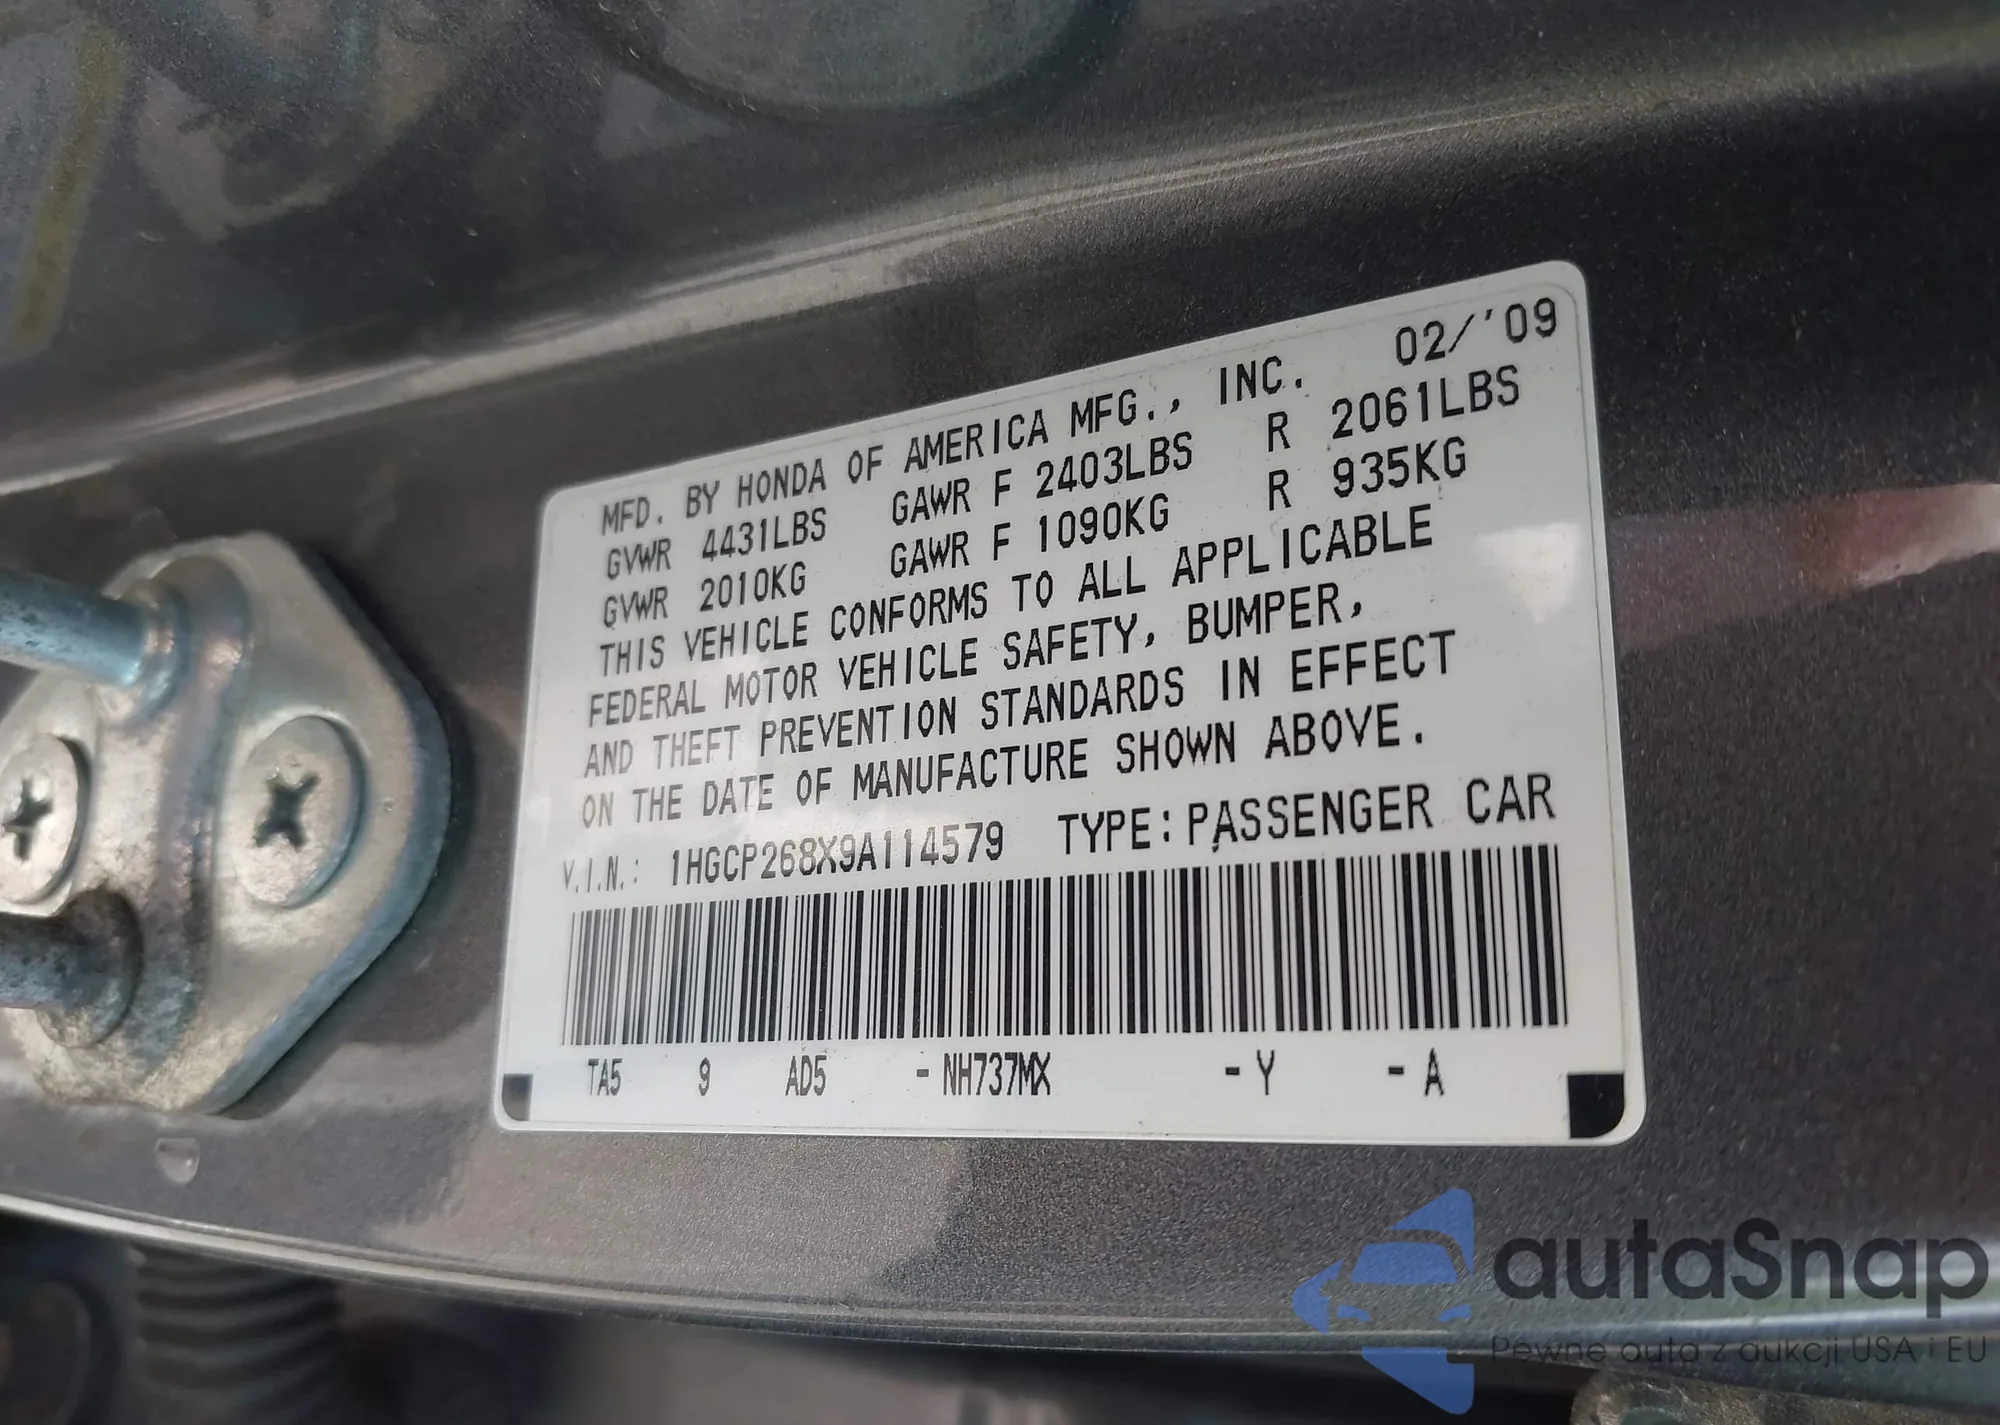 MFD. BY HONDA OF AMERICA MFG., INC. 02/'09
GVWR 4431LBS GAWR F 2403LBS R 2061LBS
GVWR 2010KG GAWR F 1090KG R 935KG
THIS VEHICLE CONFORMS TO ALL APPLICABLE
FEDERAL MOTOR VEHICLE SAFETY, BUMPER,
AND THEFT PREVENTION STANDARDS IN EFFECT
ON THE DATE OF MANUFACTURE SHOWN ABOVE.
V.I.N.: 1HGCP268X9A114579 TYPE:PASSENGER CAR
TA5 9 AD5 -NH737MX -Y -A
autaSnap
Pewne auta z aukcji USA i EU